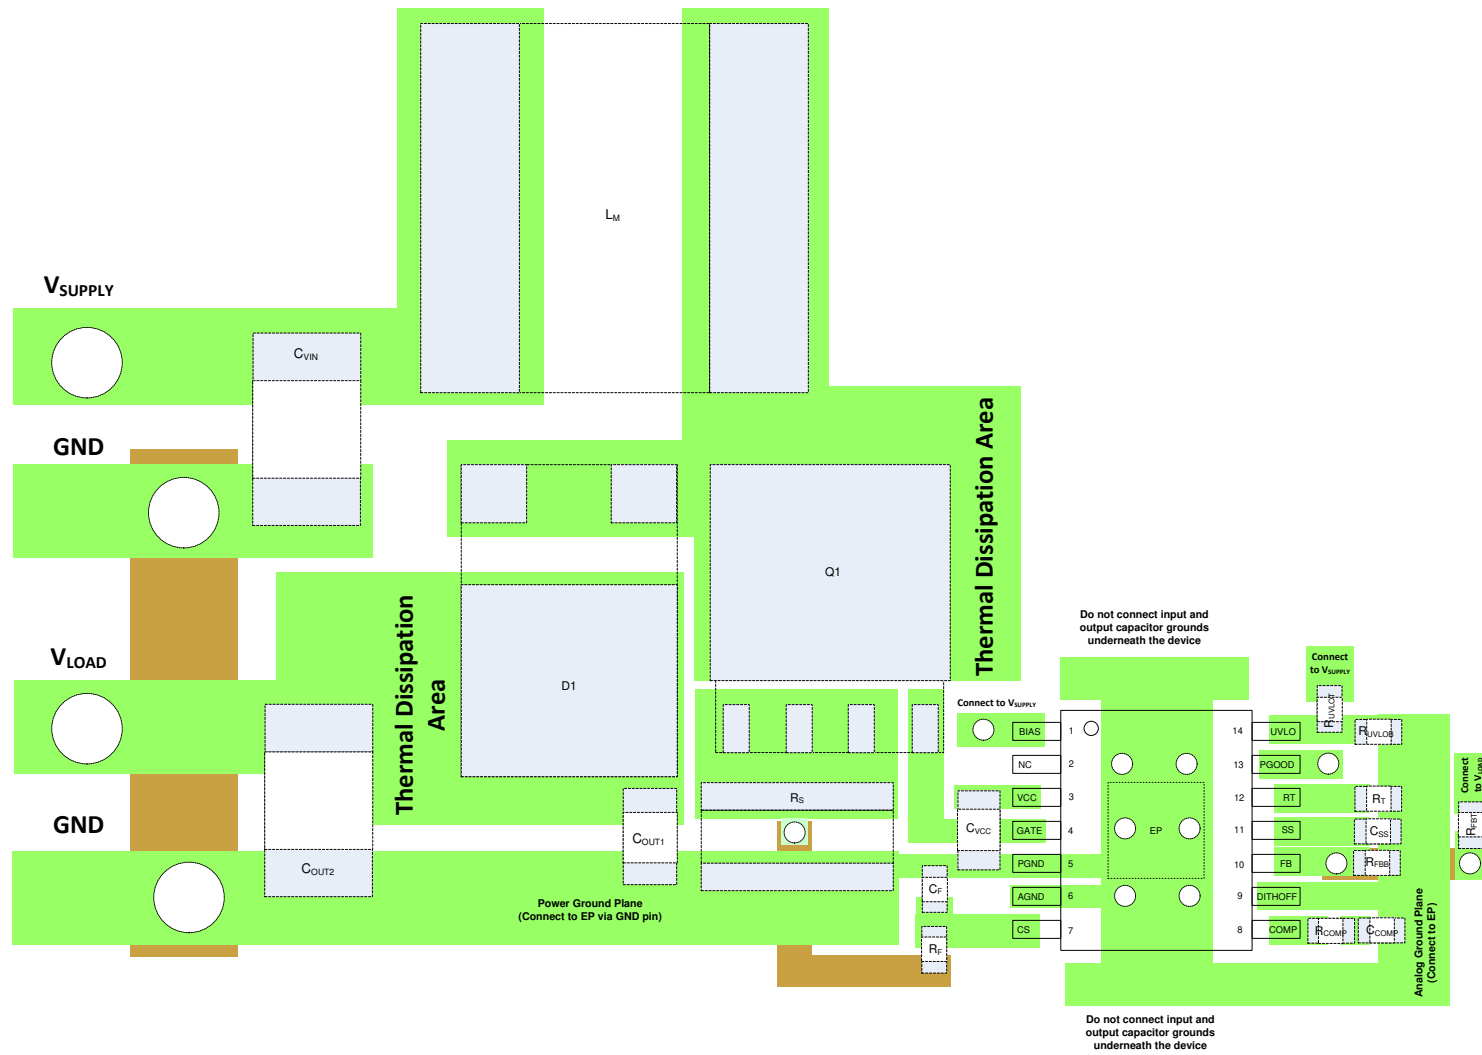 LM
VSUPPLY
CVIN
GND
Thermal Dissipation Area
Q1
VLOAD
Thermal Dissipation
Area
D1
GND
COUT2
COUT1
RS
Power Ground Plane
(Connect to EP via GND pin)
CF
RF
CVCC
Connect to VSUPPLY
Do not connect input and
output capacitor grounds
underneath the device
BIAS
1
NC
2
VCC
3
GATE
4
PGND
5
AGND
6
CS
7
EP
14
UVLO
13
PGOOD
12
RT
11
SS
10
FB
9
DITHOFF
8
COMP
Connect
to VSUPPLY
RUVLOT
RUVLOB
RT
CSS
RFBB
RCOMP
CCOMP
Connect
to VLOAD
RFBT
Analog Ground Plane
(Connect to EP)
Do not connect input and
output capacitor grounds
underneath the device